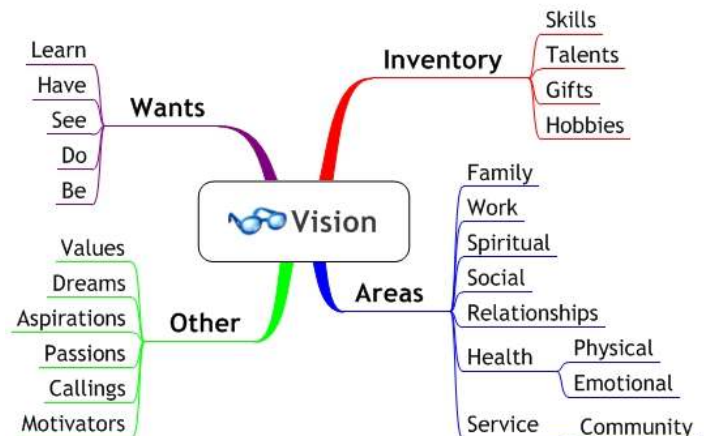 Vision
Wants
Learn
Have
See
Do
Be
Inventory
Skills
Talents
Gifts
Hobbies
Other
Values
Dreams
Aspirations
Passions
Callings
Motivators
Areas
Family
Work
Spiritual
Social
Relationships
Health
Physical
Emotional
Service
Community